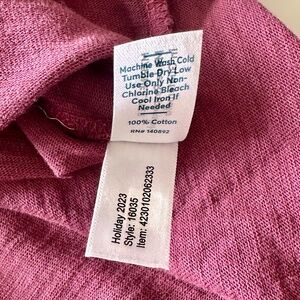 Machine Wash Cold
Tumble Dry Low
Use Only Non-
Chlorine Bleach
Cool Iron If
Needed
100% Cotton
RN# 140892
Holiday 2023
Style: 16035
Item: 4230102062333